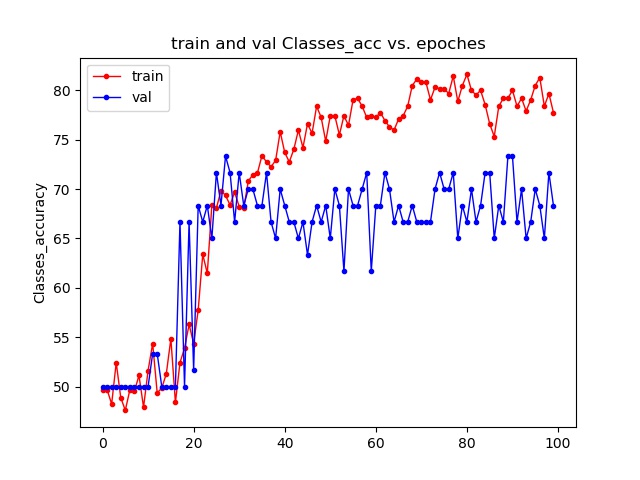 train and val Classes_acc vs. epoches
train
val
Classes_accuracy
80
75
70
65
60
55
50
0 20 40 60 80 100